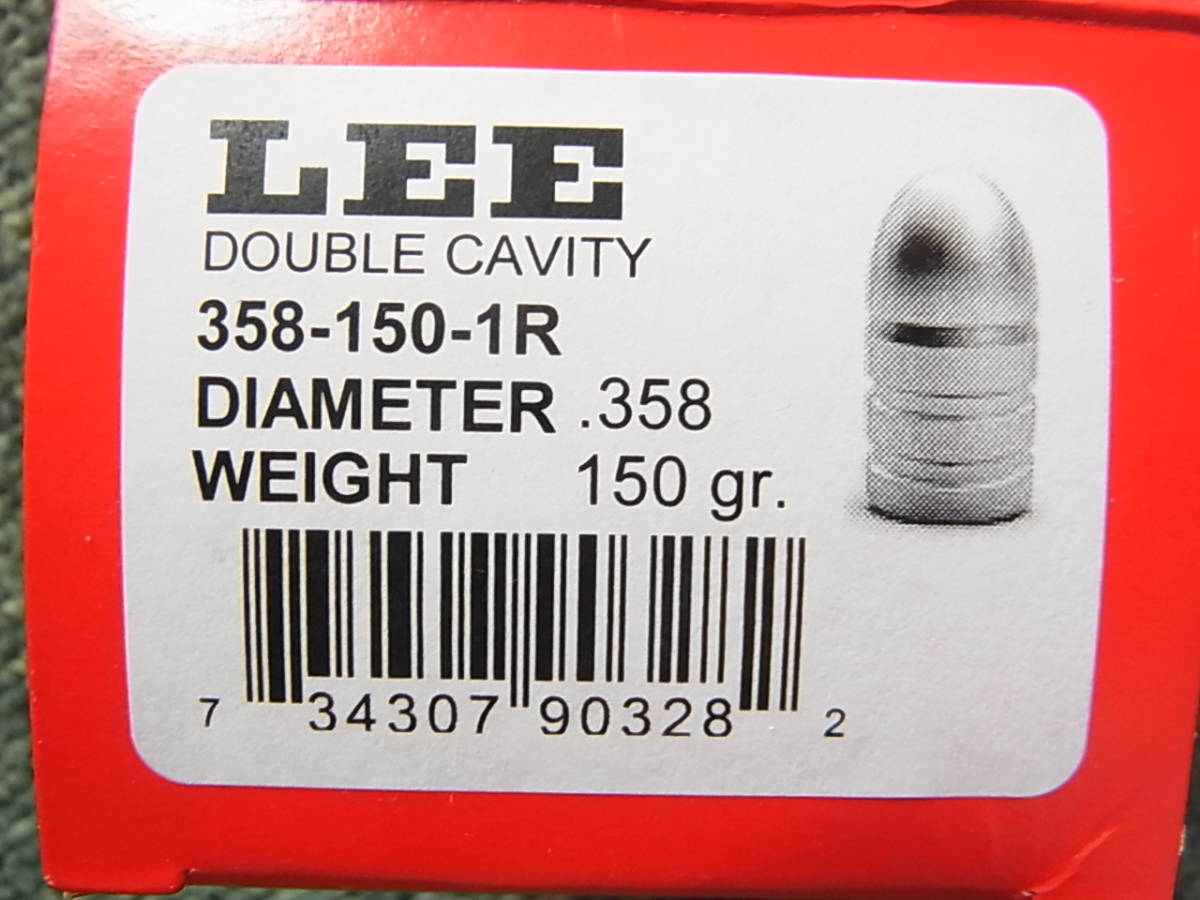 LEE
DOUBLE CAVITY
358-150-1R
DIAMETER .358
WEIGHT 150 gr.
7 34307 90328 2